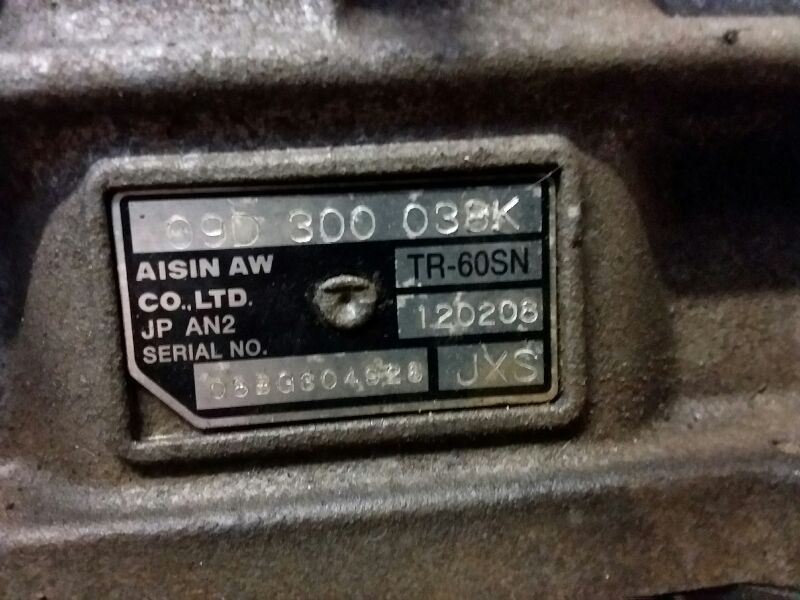 09D 300 038K
AISIN AW
CO.,LTD.
TR-60SN
JP AN2
120208
SERIAL NO.
JXS